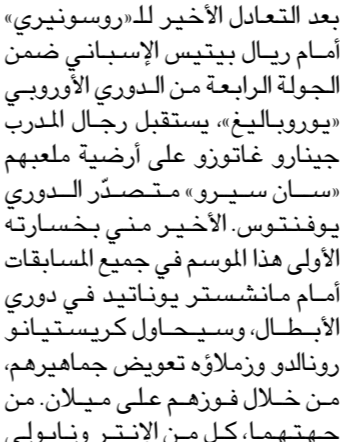 بعد التعادل الأخير للـ«روسونيري»
أمام ريال بيتيس الإسباني ضمن
الجولة الرابعة من الدوري الأوروبي
«يوروباليغ»، يستقبل رجال المدرب
جينارو غاتوزو على أرضية ملعبهم
«سان سيرو» متصدّر الدوري
يوفنتوس. الأخير مني بخسارته
الأولى هذا الموسم في جميع المسابقات
أمام مانشستر يوناتيد في دوري
الأبطال، وسيحاول كريستيانو
رونالدو وزملاؤه تعويض جماهيرهم،
من خلال فوزهم على ميلان. من
جهتهما، كل من الإنتر ونابولي